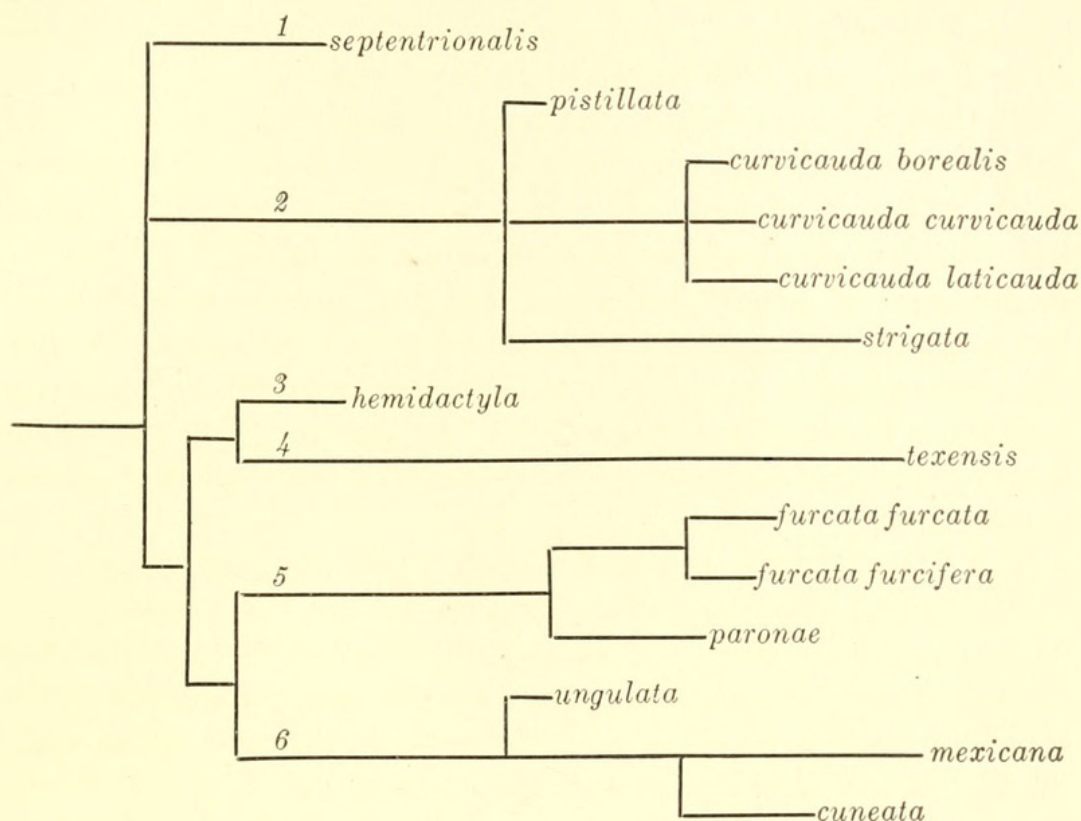 1 septentrionalis
pistillata
curvicauda borealis
2 curvicauda curvicauda
curvicauda laticauda
strigata
3 hemidactyla
4 texensis
furcata furcata
5 furcata furcifera
paronae
ungulata
6 mexicana
cuneata